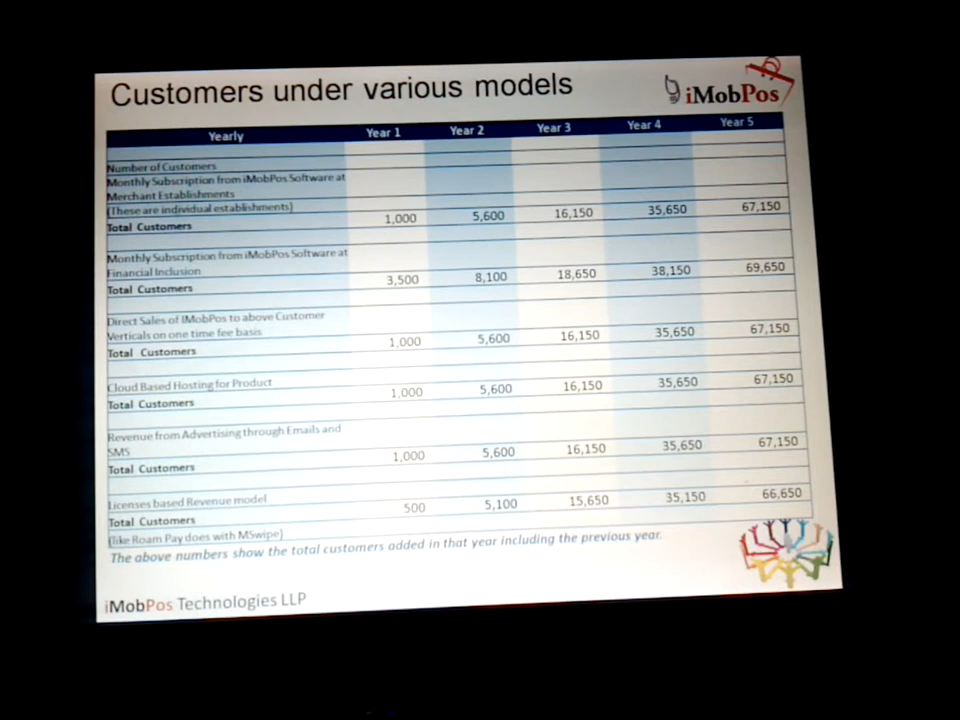 Customers under various models
iMobPos
Yearly Year 1 Year 2 Year 3 Year 4 Year 5
Number of Customers
Monthly Subscription from iMobPos Software at
Merchant Establishments
(These are individual establishments)
Total Customers 1,000 5,600 16,150 35,650 67,150
Monthly Subscription from iMobPos Software at
Financial Inclusion
Total Customers 3,500 8,100 18,650 38,150 69,650
Direct Sales of IMobPos to above Customer
Verticals on one time fee basis
Total Customers 1,000 5,600 16,150 35,650 67,150
Cloud Based Hosting for Product
Total Customers 1,000 5,600 16,150 35,650 67,150
Revenue from Advertising through Emails and
SMS
Total Customers 1,000 5,600 16,150 35,650 67,150
Licenses based Revenue model
Total Customers 500 5,100 15,650 35,150 66,650
(like Roam Pay does with MSwipe)
The above numbers show the total customers added in that year including the previous year.
iMobPos Technologies LLP